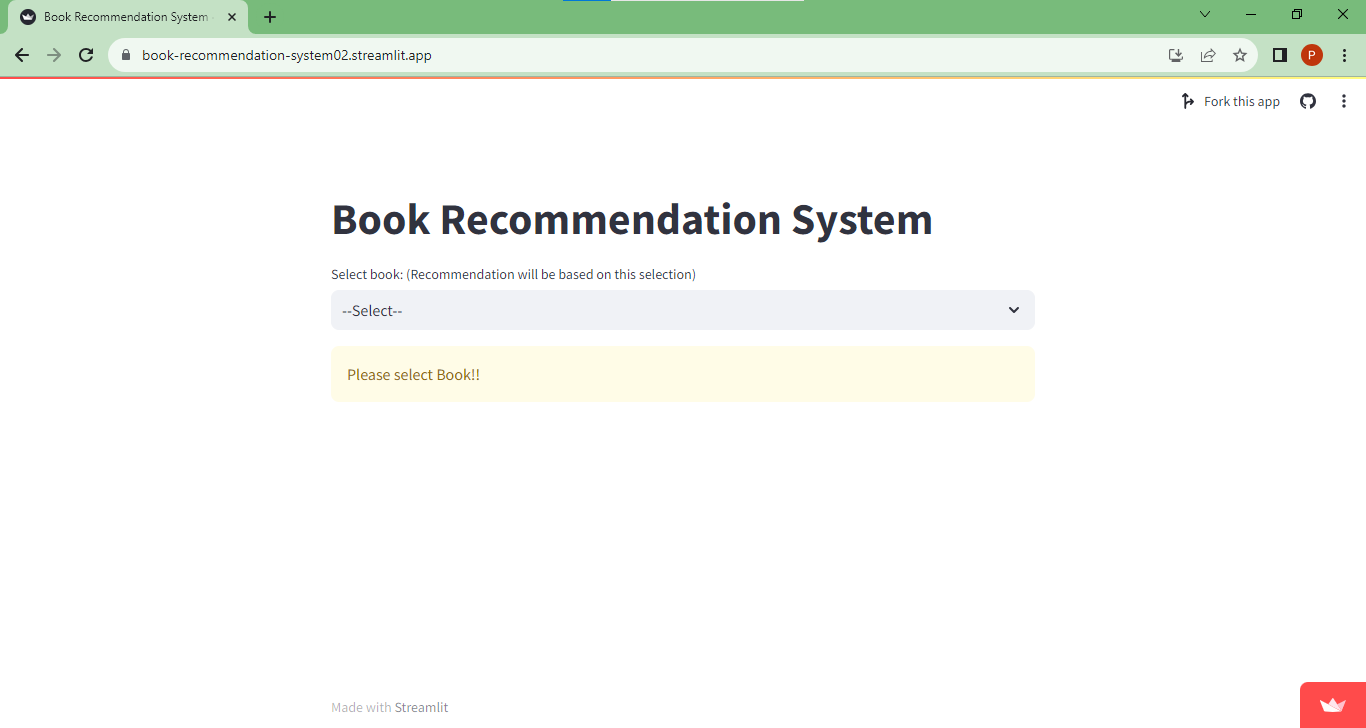 Book Recommendation System
book-recommendation-system02.streamlit.app
P
Fork this app
Book Recommendation System
Select book: (Recommendation will be based on this selection)
--Select--
Please select Book!!
Made with Streamlit